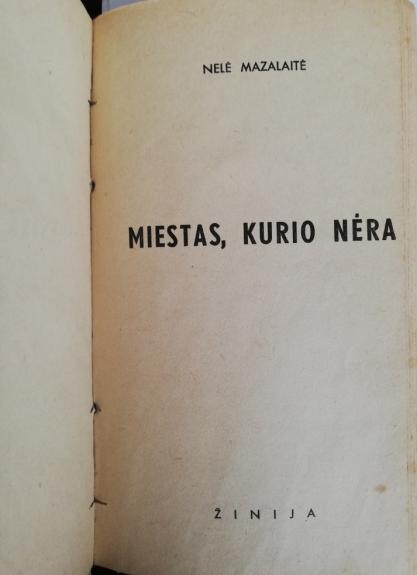 NELĖ MAZALAITĖ
MIESTAS, KURIO NĖRA
ŽINIJA